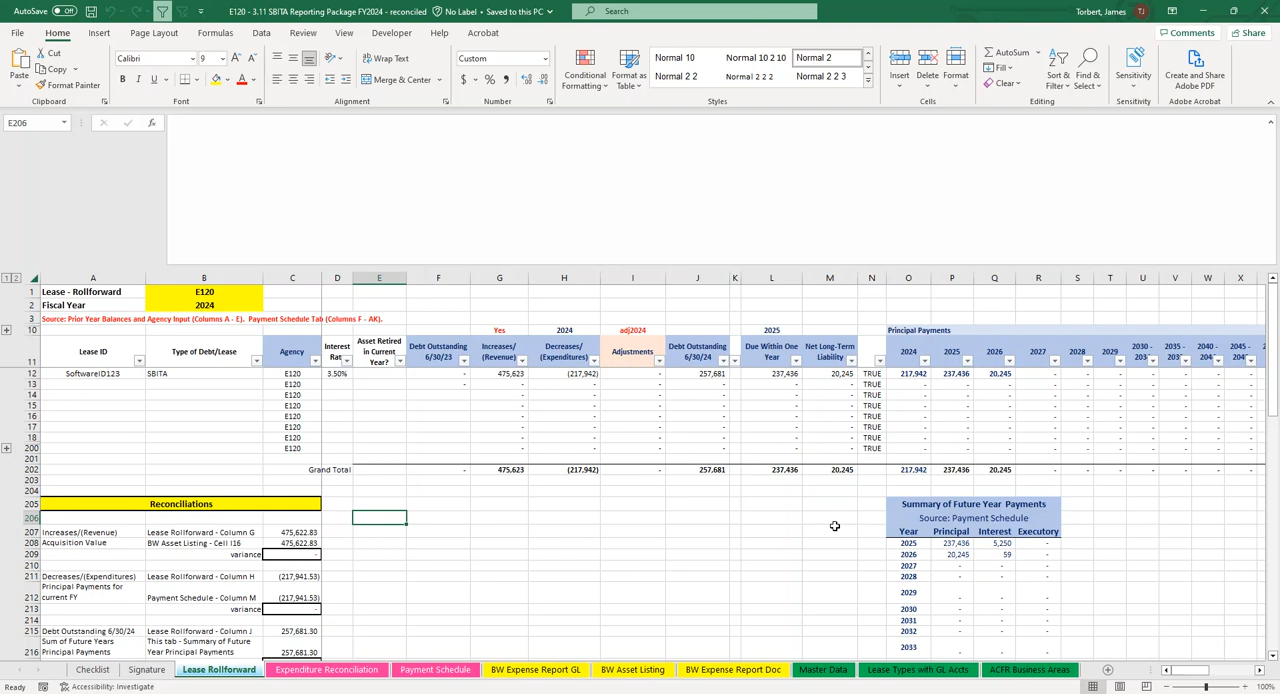 AutoSave Off E120 - 3.11 SBITA Reporting Package FY2024 - reconciled No Label • Saved to this PC Search Torbert, James TJ
File Home Insert Page Layout Formulas Data Review View Developer Help Acrobat Comments Share
Paste Cut Copy Format Painter Calibri 9 B I U Wrap Text Merge & Center Custom $ % Conditional Formatting Format as Table Normal 10 Normal 10 2 10 Normal 2 Normal 2 2 Normal 2 2 2 Normal 2 2 3 Insert Delete Format AutoSum Fill Clear Sort & Filter Find & Select Sensitivity Create and Share Adobe PDF
Clipboard Font Alignment Number Styles Cells Editing Sensitivity Adobe Acrobat
E206 fx
1 2 A B C D E F G H I J K L M N O P Q R S T U V W X
1 Lease - Rollforward E120
2 Fiscal Year 2024
3 Source: Prior Year Balances and Agency Input (Columns A - E). Payment Schedule Tab (Columns F - AK).
10 Yes 2024 adj2024 2025 Principal Payments
11 Lease ID Type of Debt/Lease Agency Interest Rat Asset Retired in Current Year? Debt Outstanding 6/30/23 Increases/ (Revenue) Decreases/ (Expenditures) Adjustments Debt Outstanding 6/30/24 Due Within One Year Net Long-Term Liability 2024 2025 2026 2027 2028 2029 2030 - 203 2035 - 203 2040 - 204 2045 - 204
12 SoftwareID123 SBITA E120 3.50% - 475,623 (217,942) - 257,681 237,436 20,245 TRUE 217,942 237,436 20,245 - - - - - - -
13 E120 - - - - - - - TRUE - - - - - - - - - -
14 E120 - - - - - - TRUE - - - - - - - - - -
15 E120 - - - - - - TRUE - - - - - - - - - -
16 E120 - - - - - - TRUE - - - - - - - - - -
17 E120 - - - - - - TRUE - - - - - - - - - -
18 E120 - - - - - - TRUE - - - - - - - - - -
200 E120 - - - - - - TRUE - - - - - - - - - -
201
202 Grand Total - 475,623 (217,942) - 257,681 237,436 20,245 217,942 237,436 20,245 - - - - - - -
203
204
205 Reconciliations Summary of Future Year Payments
206 Source: Payment Schedule
207 Increases/(Revenue) Lease Rollforward - Column G 475,622.83 Year Principal Interest Executory
208 Acquisition Value BW Asset Listing - Cell I16 475,622.83 2025 237,436 5,250 -
209 variance - 2026 20,245 59 -
210 2027 - - -
211 Decreases/(Expenditures) Lease Rollforward - Column H (217,941.53) 2028 - - -
212 Principal Payments for current FY Payment Schedule - Column M (217,941.53) 2029 - - -
213 variance - 2030 - - -
214 2031 - - -
215 Debt Outstanding 6/30/24 Lease Rollforward - Column J 257,681.30 2032 - - -
216 Sum of Future Years Principal Payments This tab - Summary of Future Year Principal Payments 257,681.30 2033 - - -
Checklist Signature Lease Rollforward Expenditure Reconciliation Payment Schedule BW Expense Report GL BW Asset Listing BW Expense Report Doc Master Data Lease Types with GL Accts ACFR Business Areas
Ready Accessibility: Investigate 100%